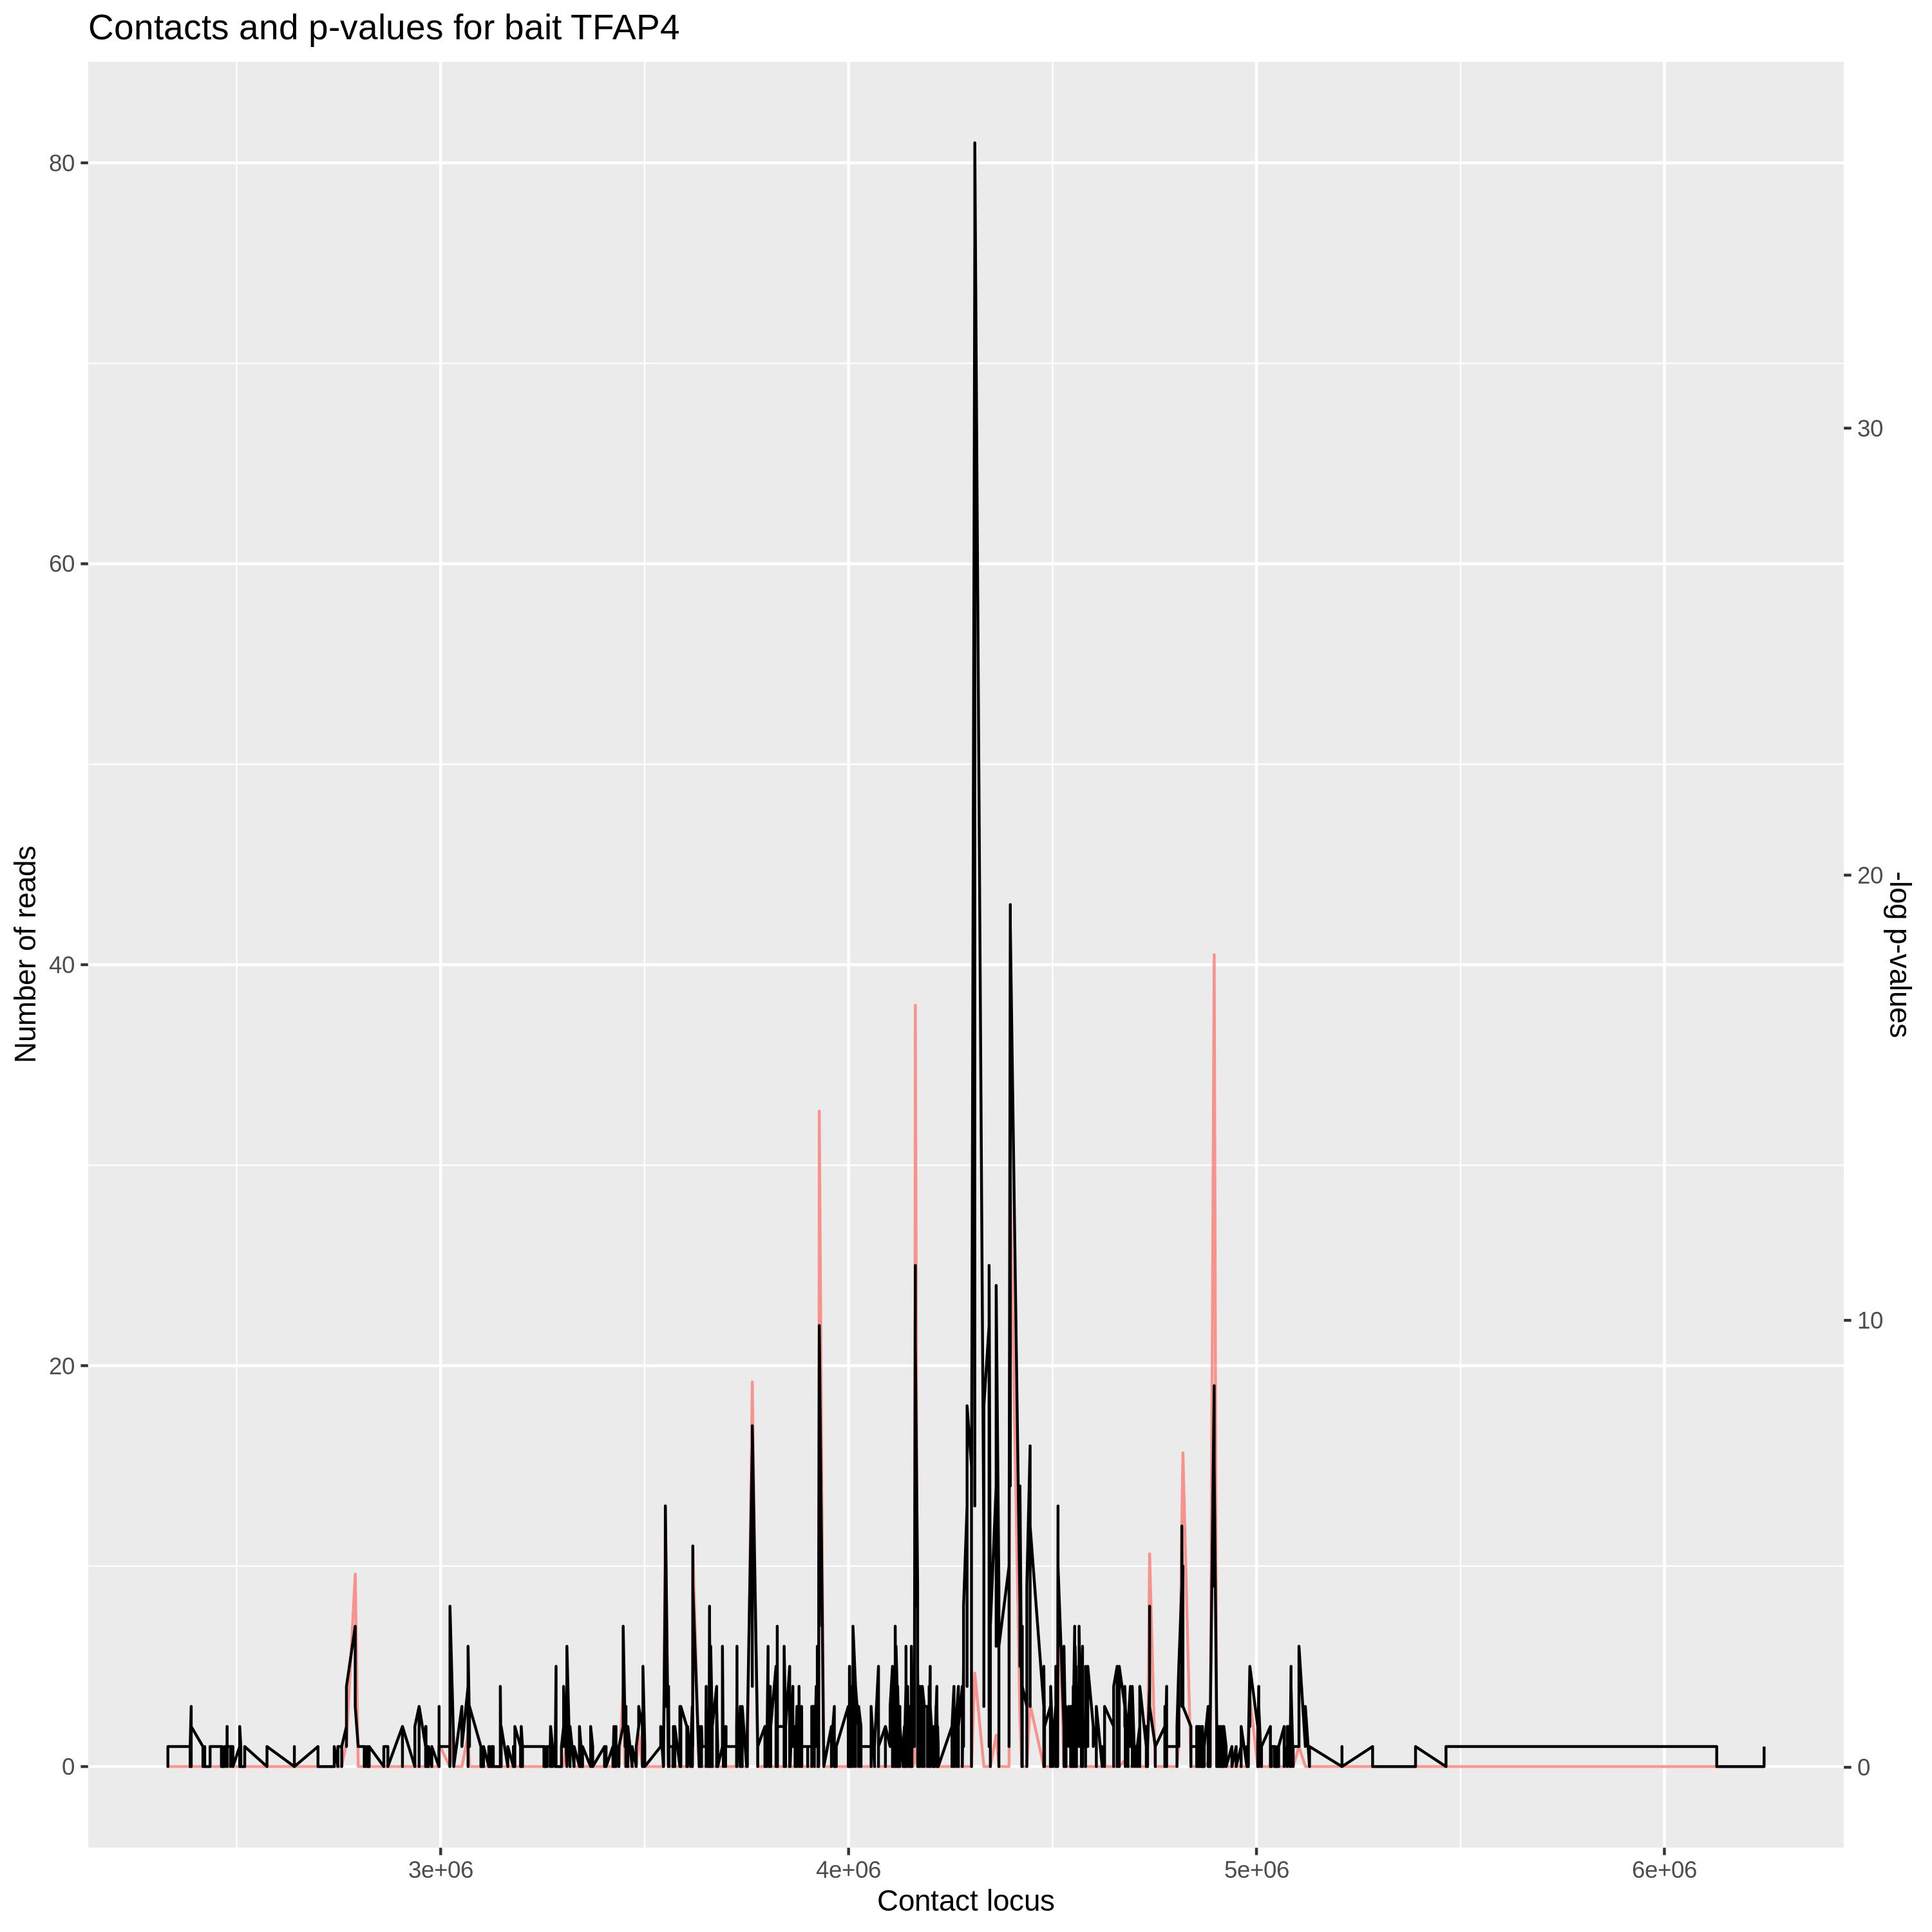 Contacts and p-values for bait TFAP4
80
60
40
20
0
Number of reads
30
20
10
0
-log p-values
3e+06
4e+06
5e+06
6e+06
Contact locus